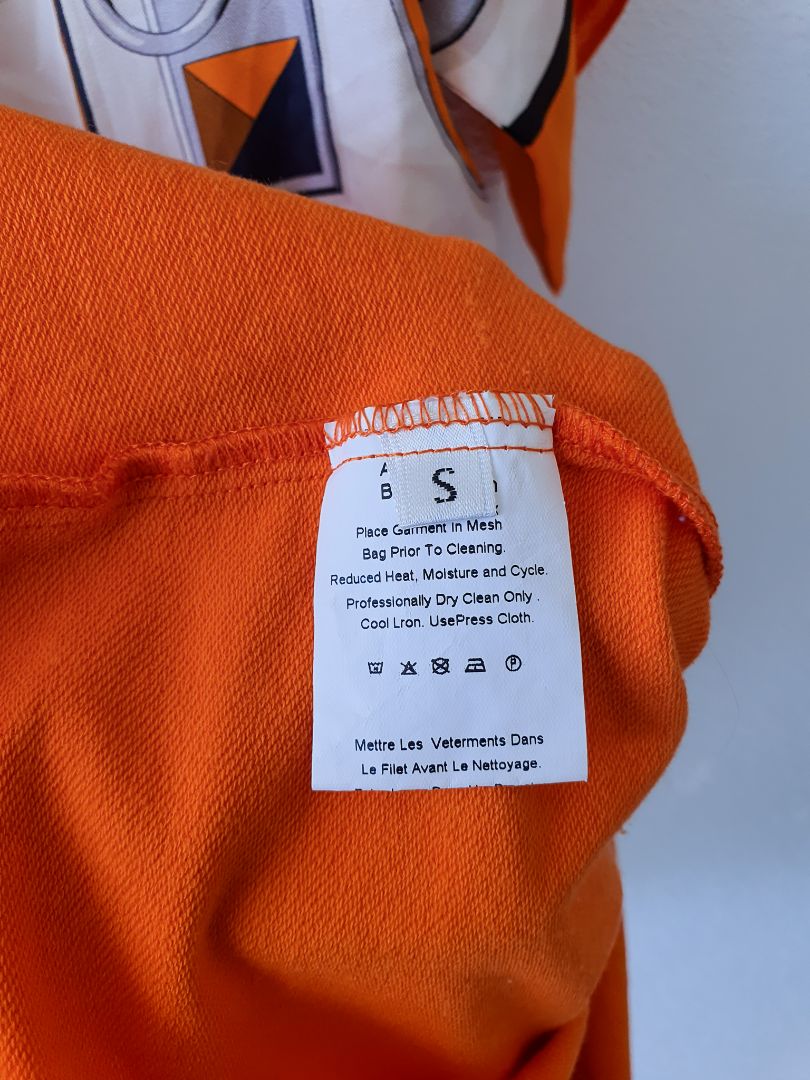 S
Place Garment In Mesh
Bag Prior To Cleaning.
Reduced Heat, Moisture and Cycle.
Professionally Dry Clean Only .
Cool Lron. UsePress Cloth.
P
Mettre Les Veterments Dans
Le Filet Avant Le Nettoyage.